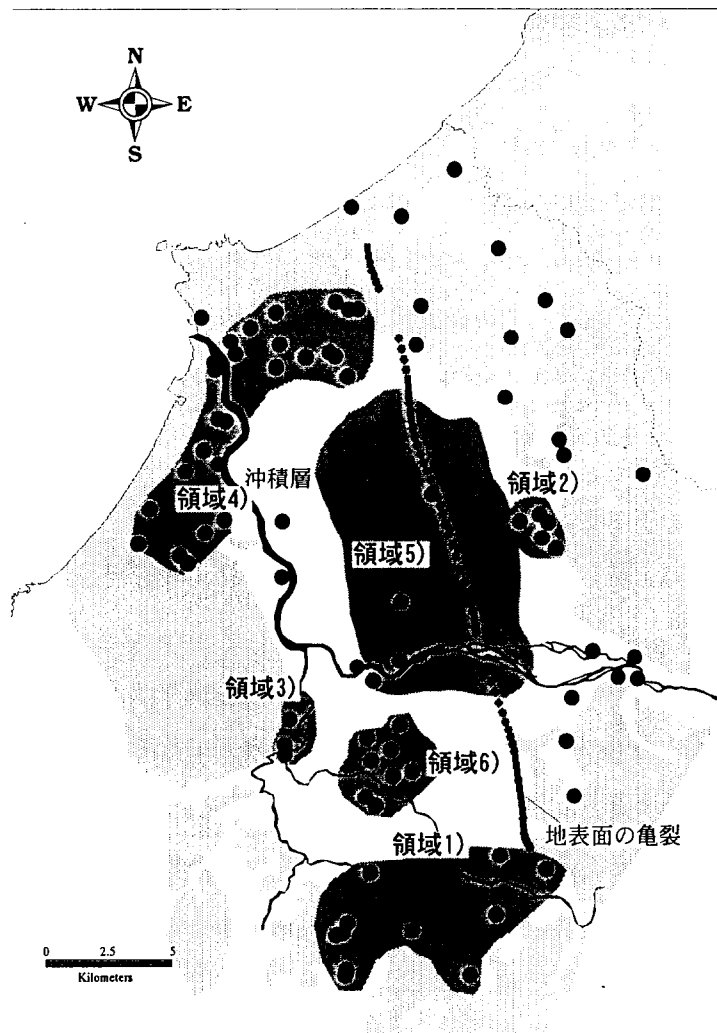 N
W E
S
沖積層
領域4)
領域2)
領域5)
領域3)
領域6)
地表面の亀裂
領域1)
0 2.5 5
Kilometers